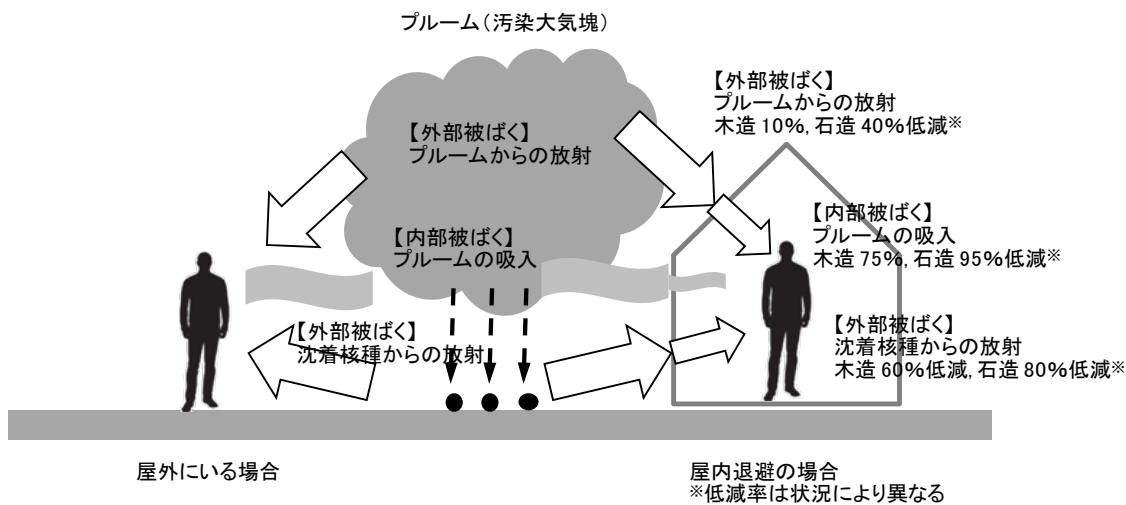 プルーム（汚染大気塊）
【外部被ばく】
プルームからの放射
木造 10%, 石造 40%低減※
【外部被ばく】
プルームからの放射
【内部被ばく】
プルームの吸入
木造 75%, 石造 95%低減※
【内部被ばく】
プルームの吸入
【外部被ばく】
沈着核種からの放射
【外部被ばく】
沈着核種からの放射
木造 60%低減, 石造 80%低減※
屋外にいる場合
屋内退避の場合
※低減率は状況により異なる